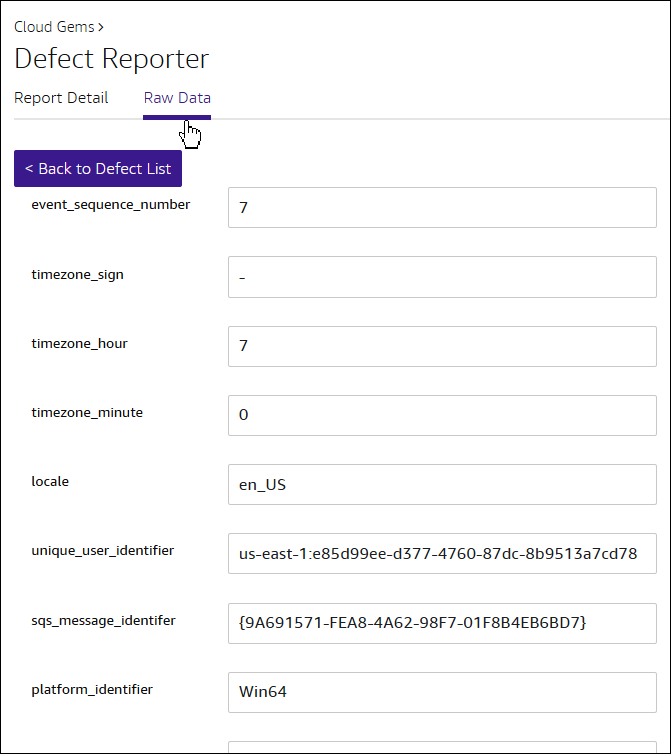 Cloud Gems >
Defect Reporter
Report Detail Raw Data
< Back to Defect List
event_sequence_number 7
timezone_sign -
timezone_hour 7
timezone_minute 0
locale en_US
unique_user_identifier us-east-1:e85d99ee-d377-4760-87dc-8b9513a7cd78
sqs_message_identifer {9A691571-FEA8-4A62-98F7-01F8B4EB6BD7}
platform_identifier Win64